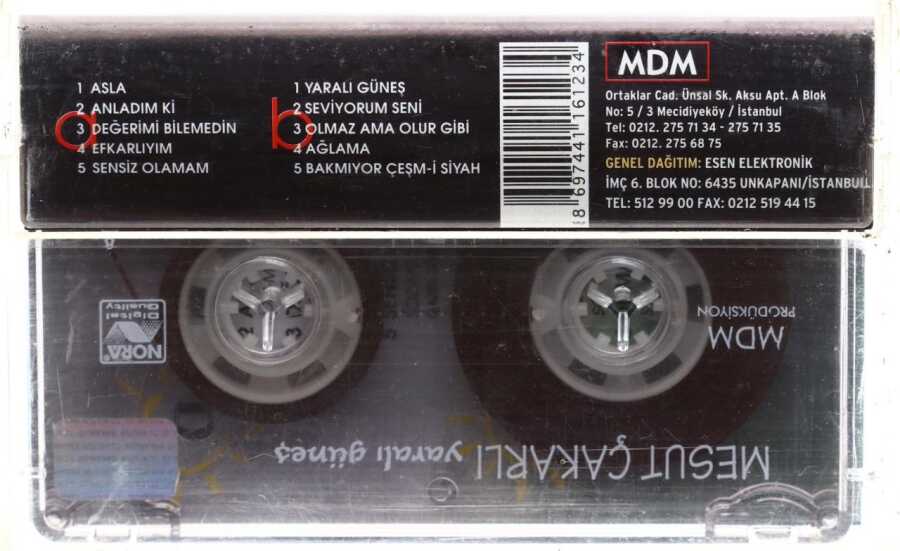 1 ASLA
2 ANLADIM Kİ
3 DEĞERİMİ BİLEMEDİN
4 EFKARLIYIM
5 SENSİZ OLAMAM
a
1 YARALI GÜNEŞ
2 SEVİYORUM SENİ
3 OLMAZ AMA OLUR GİBİ
4 AĞLAMA
5 BAKMIYOR ÇEŞM-İ SİYAH
b
8 697441 161234
MDM
Ortaklar Cad. Ünsal Sk. Aksu Apt. A Blok
No: 5 / 3 Mecidiyeköy / İstanbul
Tel: 0212. 275 71 34 - 275 71 35
Fax: 0212. 275 68 75
GENEL DAĞITIM: ESEN ELEKTRONİK
İMÇ 6. BLOK NO: 6435 UNKAPANI/İSTANBUL
TEL: 512 99 00 FAX: 0212 519 44 15
MESUT ÇAKARLI yaralı güneş
MDM
PRODÜKSİYON
NORA
Digital
Quality